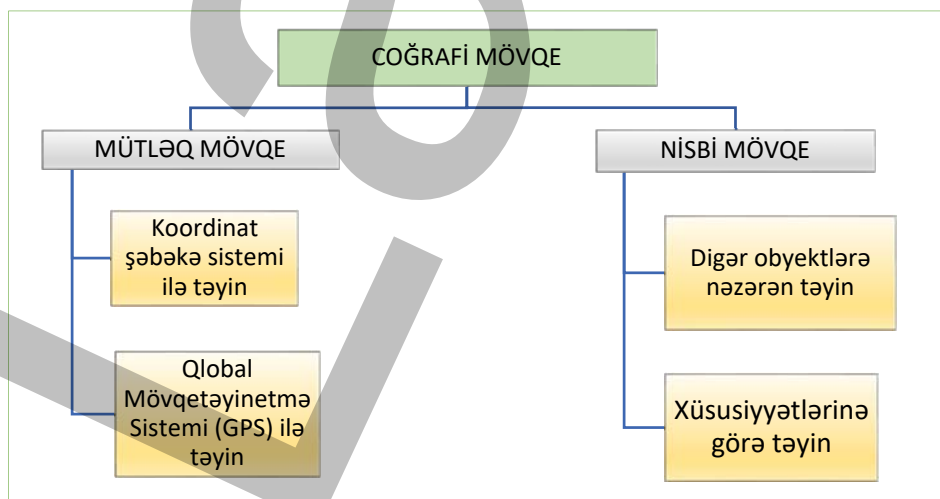 COĞRAFİ MÖVQE
MÜTLƏQ MÖVQE
Koordinat
şəbəkə sistemi
ilə təyin
Qlobal
Mövqetəyinetmə
Sistemi (GPS) ilə
təyin
NİSBİ MÖVQE
Digər obyektlərə
nəzərən təyin
Xüsusiyyətlərinə
görə təyin